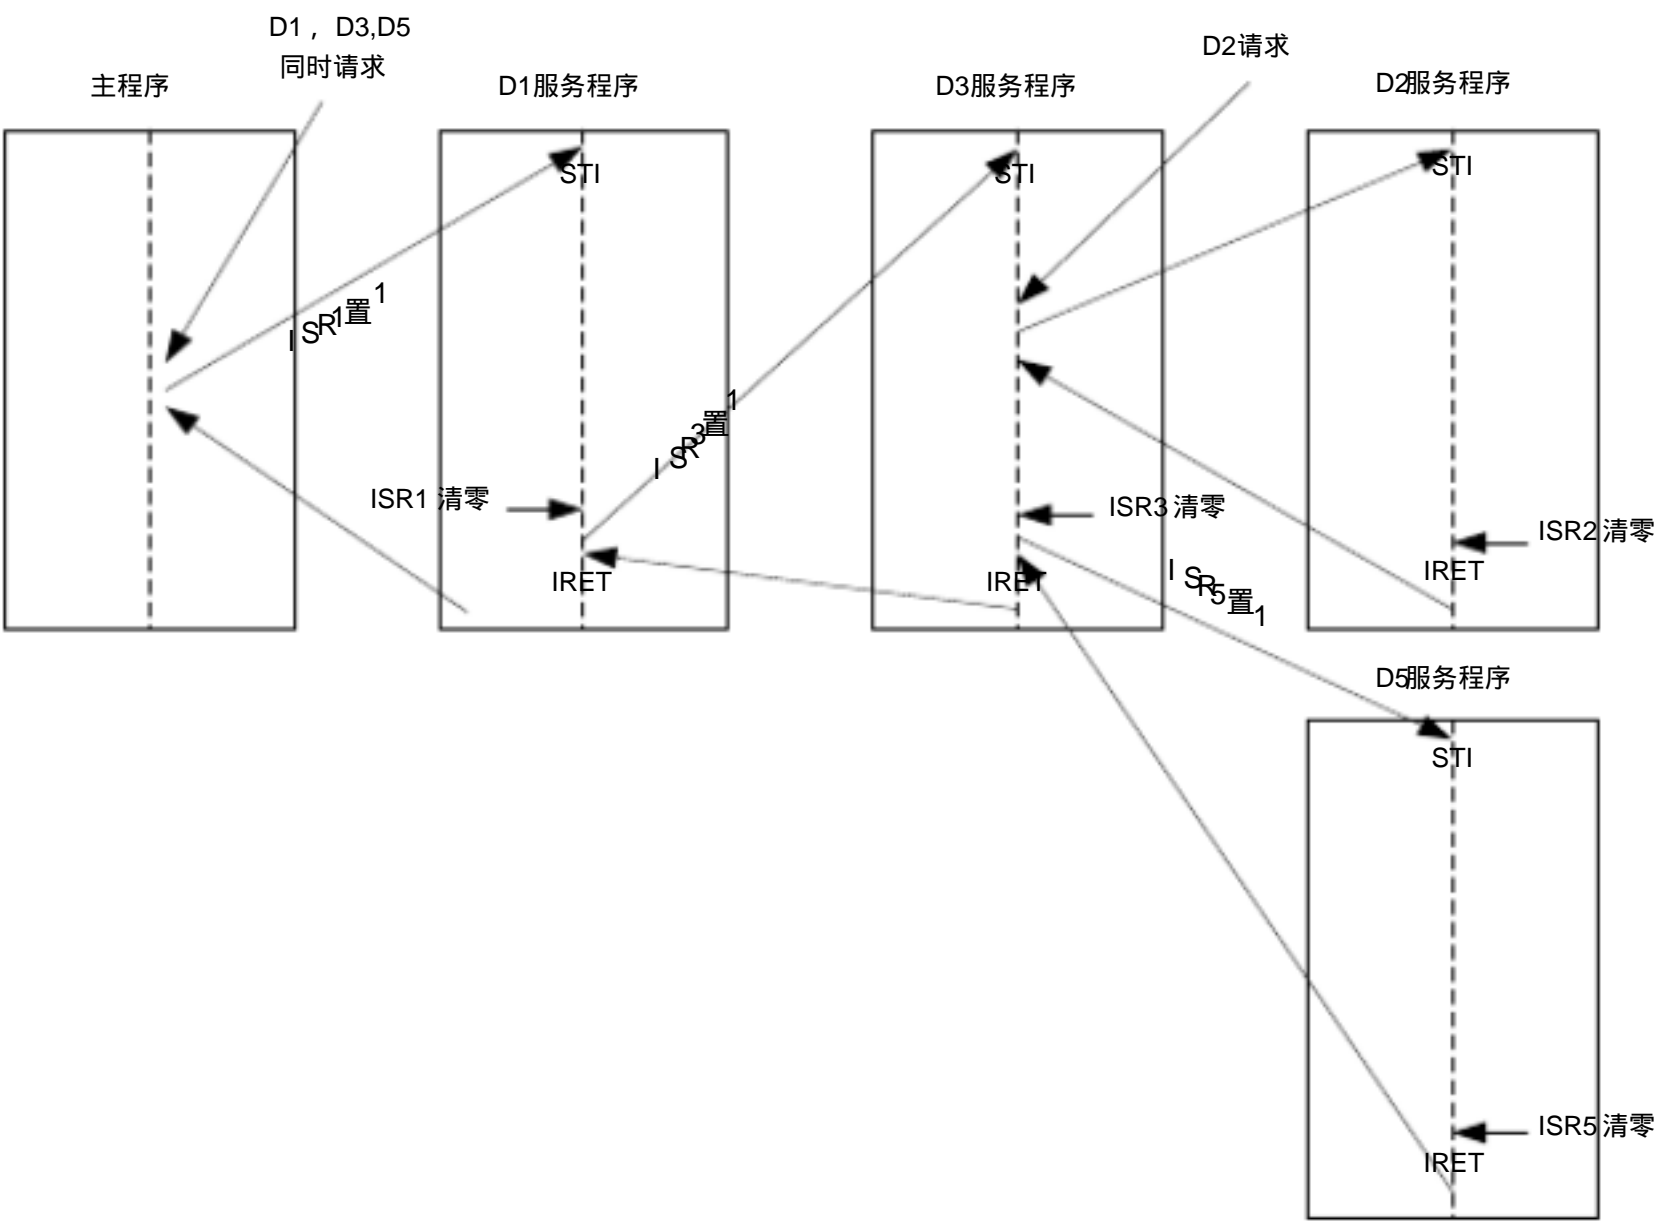 D1， D3,D5
同时请求
主程序
D1服务程序
D3服务程序
D2请求
D2服务程序
STI
STI
STI
ISR1置1
ISR3置1
ISR1 清零
ISR3 清零
ISR2 清零
IRET
IRET
IRET
ISR5置1
D5服务程序
STI
ISR5 清零
IRET